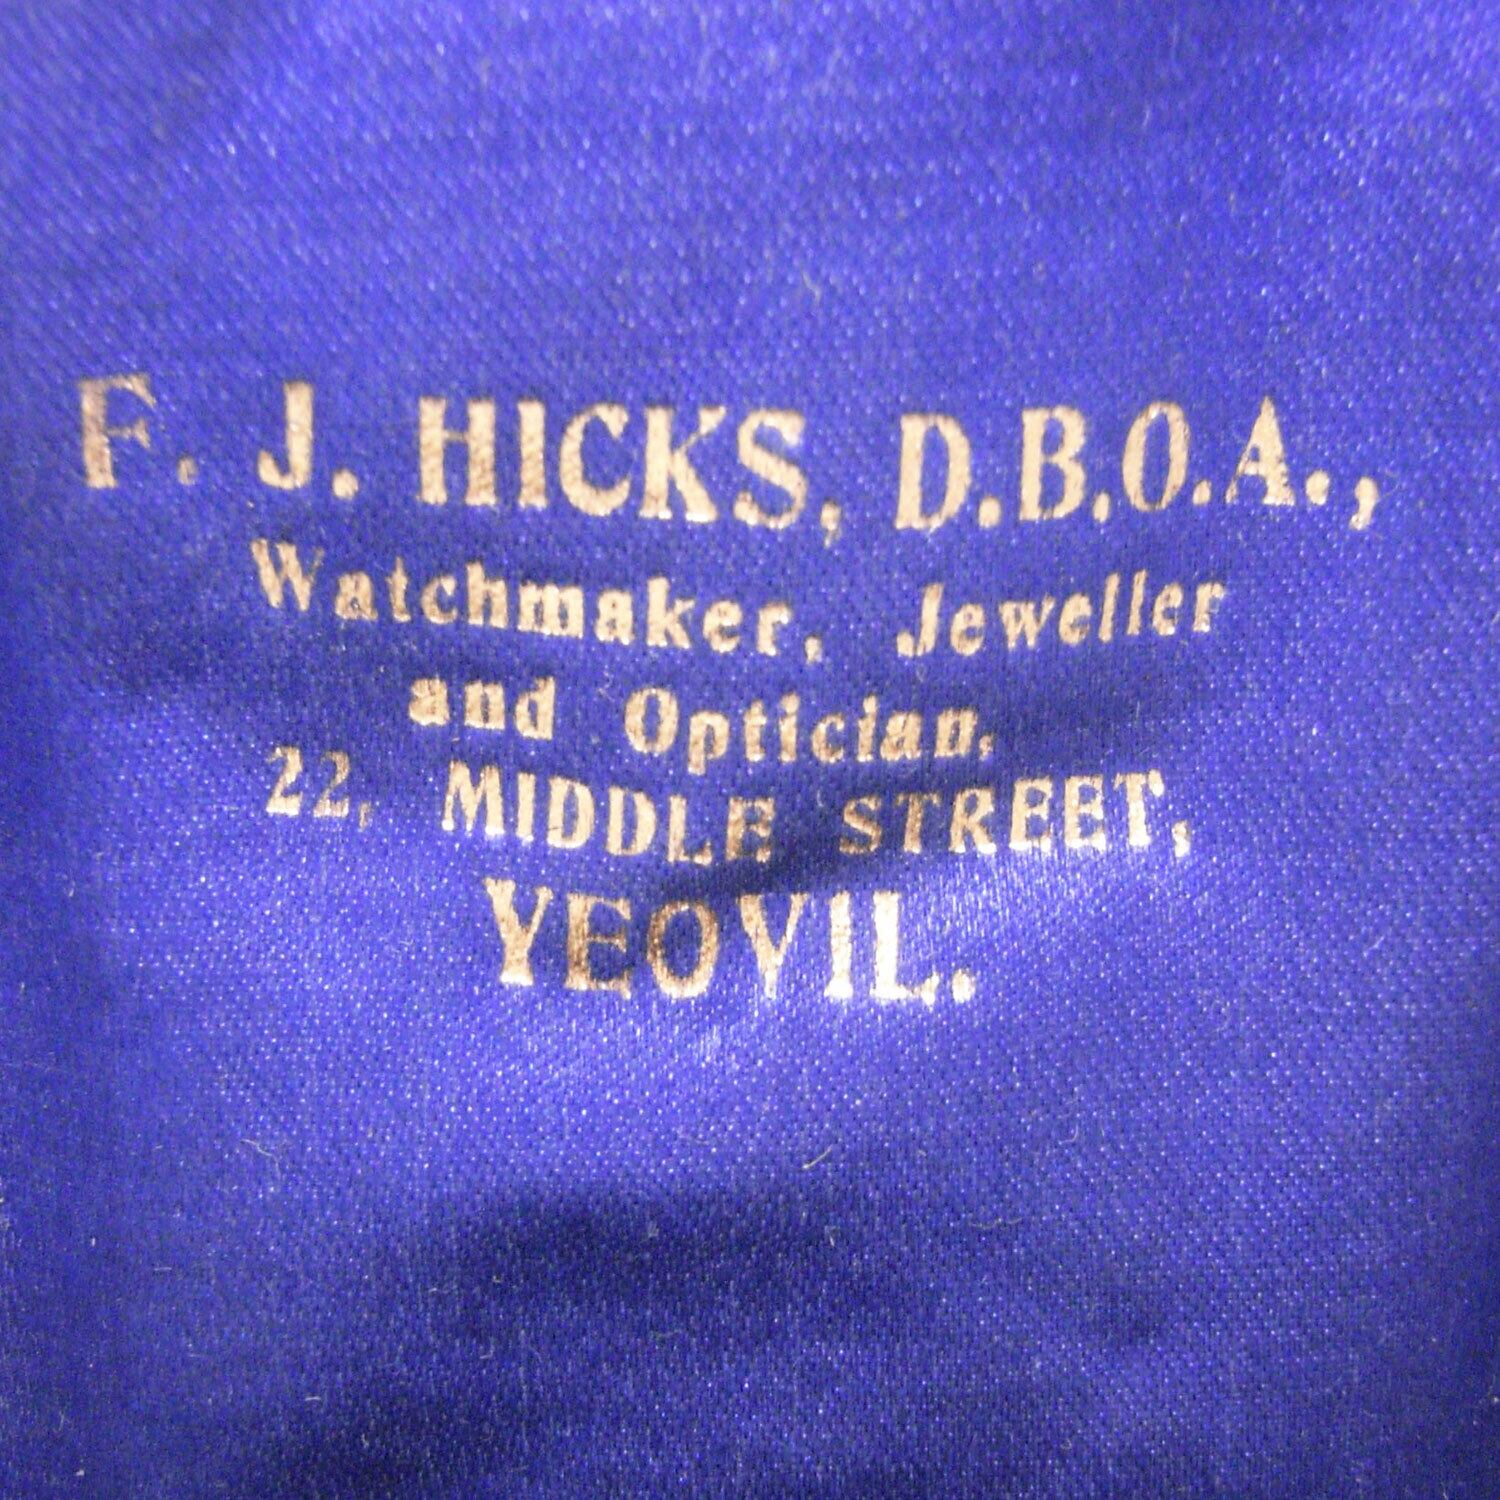 F. J. HICKS, D.B.O.A.,
Watchmaker, Jeweller
and Optician,
22, MIDDLE STREET,
YEOVIL.